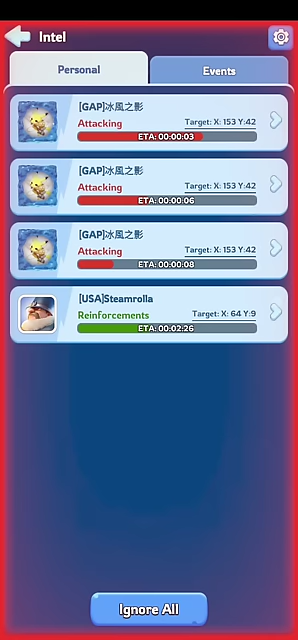 Intel
Personal
Events
[GAP]冰風之影
Attacking
Target: X: 153 Y:42
ETA: 00:00:03
[GAP]冰風之影
Attacking
Target: X: 153 Y:42
ETA: 00:00:06
[GAP]冰風之影
Attacking
Target: X: 153 Y:42
ETA: 00:00:08
[USA]Steamrolla
Reinforcements
Target: X: 64 Y:9
ETA: 00:02:26
Ignore All